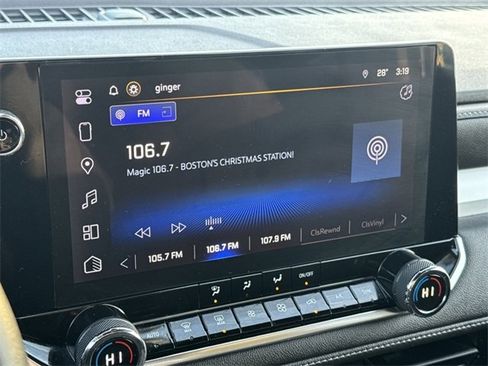 ginger
28° 3:19
FM
106.7
Magic 106.7 - BOSTON'S CHRISTMAS STATION!
105.7 FM 106.7 FM 107.9 FM ClsRewnd ClsVinyl
ON/OFF
AUTO
HI HI